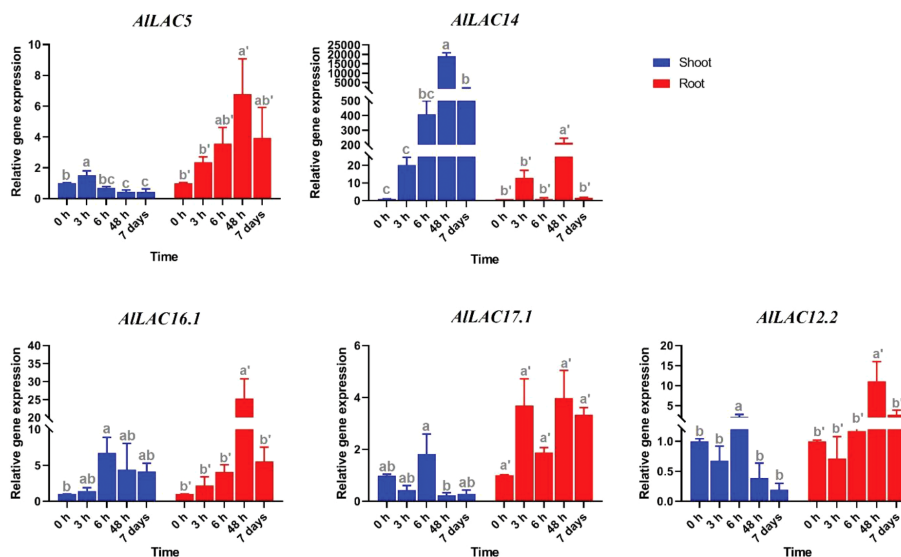 AlLAC5
Relative gene expression
10
8
6
4
2
0
b
a
bc
c
c
b'
b'
ab'
a'
ab'
0 h
3 h
6 h
48 h
7 days
0 h
3 h
6 h
48 h
7 days
Time
AlLAC14
Relative gene expression
25000
20000
15000
10000
5000
500
400
300
200
20
10
0
c
c
bc
a
b
b'
b'
b'
a'
b'
0 h
3 h
6 h
48 h
7 days
0 h
3 h
6 h
48 h
7 days
Time
Shoot
Root
AlLAC16.1
Relative gene expression
40
35
30
25
20
10
5
0
b
ab
a
ab
ab
b'
b'
b'
a'
b'
0 h
3 h
6 h
48 h
7 days
0 h
3 h
6 h
48 h
7 days
Time
AlLAC17.1
Relative gene expression
6
4
2
0
ab
ab
a
b
ab
a'
a'
a'
a'
a'
0 h
3 h
6 h
48 h
7 days
0 h
3 h
6 h
48 h
7 days
Time
AlLAC12.2
Relative gene expression
20
15
10
5
1.0
0.5
0.0
b
b
a
b
b
b'
b'
b'
a'
0 h
3 h
6 h
48 h
7 days
0 h
3 h
6 h
48 h
Time